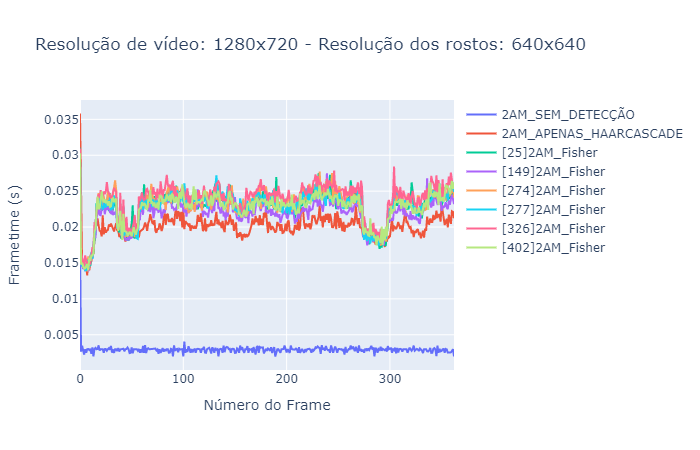 Resolução de vídeo: 1280x720 - Resolução dos rostos: 640x640
0.035
0.03
0.025
0.02
0.015
0.01
0.005
0
100
200
300
Frametime (s)
Número do Frame
2AM_SEM_DETECÇÃO
2AM_APENAS_HAARCASCADE
[25]2AM_Fisher
[149]2AM_Fisher
[274]2AM_Fisher
[277]2AM_Fisher
[326]2AM_Fisher
[402]2AM_Fisher